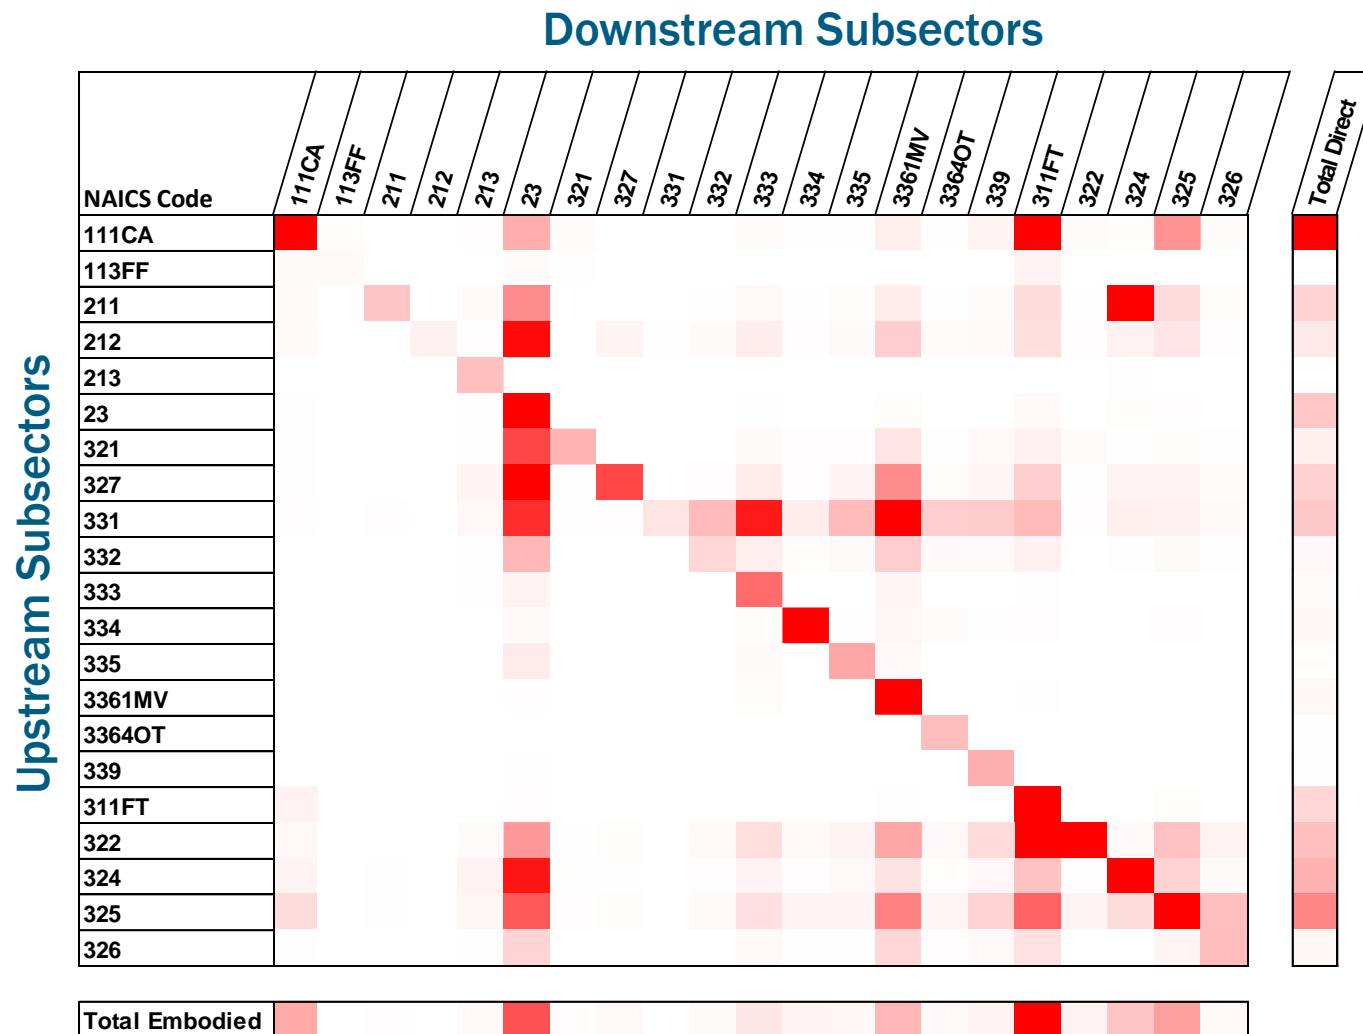 Downstream Subsectors
NAICS Code 111CA 113FF 211 212 213 23 321 327 331 332 333 334 335 3361MV 3364OT 339 311FT 322 324 325 326 Total Direct
Upstream Subsectors
111CA
113FF
211
212
213
23
321
327
331
332
333
334
335
3361MV
3364OT
339
311FT
322
324
325
326
Total Embodied